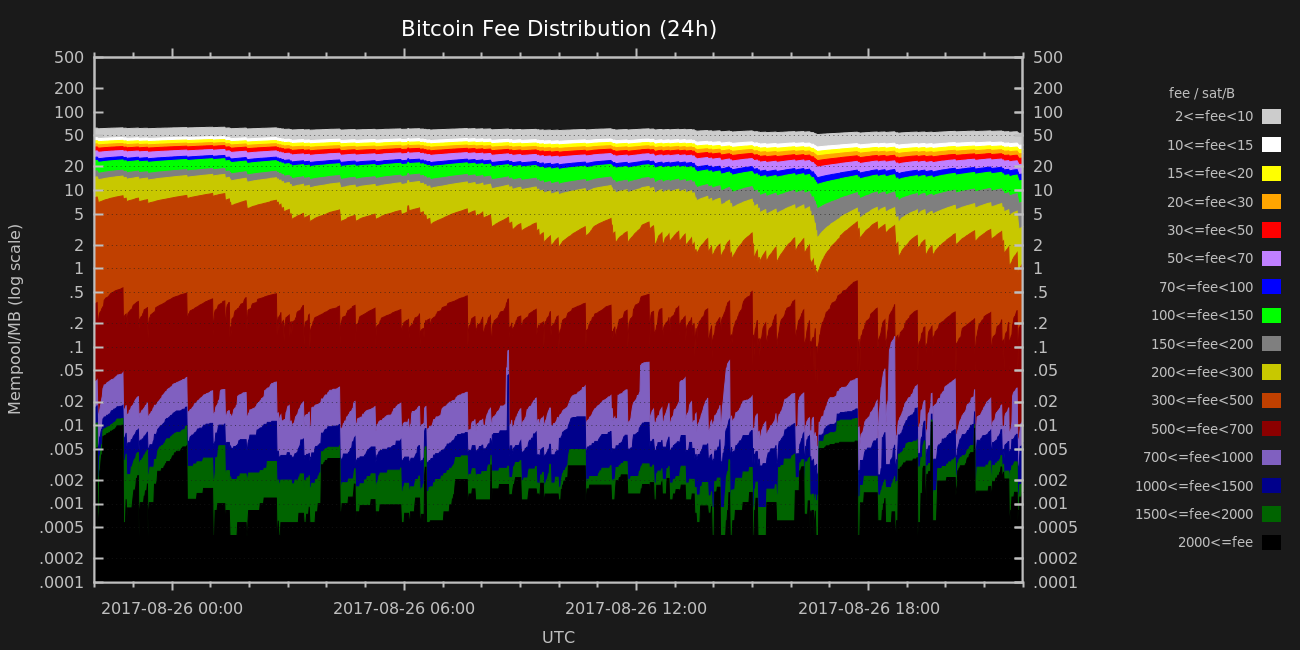 Bitcoin Fee Distribution (24h)
500 500
200 200
100 100
50 50
20 20
10 10
5 5
2 2
1 1
.5 .5
.2 .2
.1 .1
.05 .05
.02 .02
.01 .01
.005 .005
.002 .002
.001 .001
.0005 .0005
.0002 .0002
.0001 .0001
Mempool/MB (log scale)
2017-08-26 00:00 2017-08-26 06:00 2017-08-26 12:00 2017-08-26 18:00
UTC
fee / sat/B
2<=fee<10
10<=fee<15
15<=fee<20
20<=fee<30
30<=fee<50
50<=fee<70
70<=fee<100
100<=fee<150
150<=fee<200
200<=fee<300
300<=fee<500
500<=fee<700
700<=fee<1000
1000<=fee<1500
1500<=fee<2000
2000<=fee